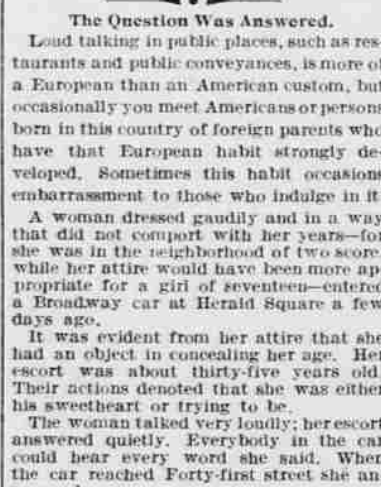 The Question Was Answered.
Loud talking in public places, such as res-
taurants and public conveyances, is more of
a European than an American custom, but
occasionally you meet Americans or persons
born in this country of foreign parents who
have that European habit strongly de-
veloped. Sometimes this habit occasions
embarrassment to those who indulge in it
A woman dressed gaudily and in a way
that did not comport with her years—for
she was in the neighborhood of two score,
while her attire would have been more ap-
propriate for a girl of seventeen—entered
a Broadway car at Herald Square a few
days ago.
It was evident from her attire that she
had an object in concealing her age. Her
escort was about thirty-five years old.
Their actions denoted that she was either
his sweetheart or trying to be.
The woman talked very loudly; her escort
answered quietly. Everybody in the car
could hear every word she said. When
the car reached Forty-first street she an-